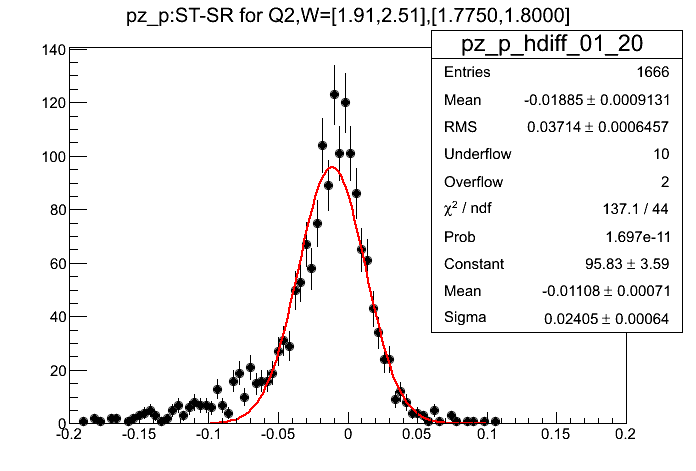 pz_p:ST-SR for Q2,W=[1.91,2.51],[1.7750,1.8000]
pz_p_hdiff_01_20
Entries 1666
Mean -0.01885 ± 0.0009131
RMS 0.03714 ± 0.0006457
Underflow 10
Overflow 2
χ² / ndf 137.1 / 44
Prob 1.697e-11
Constant 95.83 ± 3.59
Mean -0.01108 ± 0.00071
Sigma 0.02405 ± 0.00064
140
120
100
80
60
40
20
0
-0.2 -0.15 -0.1 -0.05 0 0.05 0.1 0.15 0.2